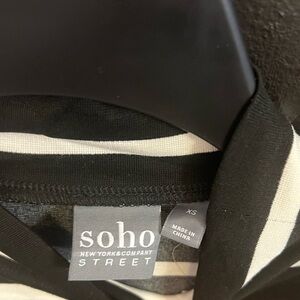 soho
NEW YORK & COMPANY
STREET
XS
MADE IN
CHINA